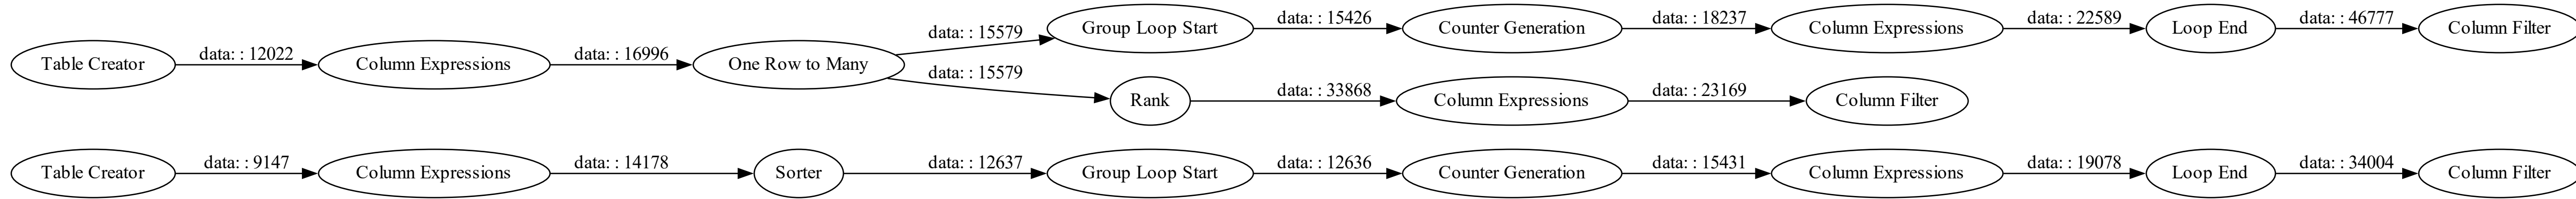 data: : 15579
Group Loop Start
data: : 15426
Counter Generation
data: : 18237
Column Expressions
data: : 22589
Loop End
data: : 46777
Column Filter
Table Creator
data: : 12022
Column Expressions
data: : 16996
One Row to Many
data: : 15579
Rank
data: : 33868
Column Expressions
data: : 23169
Column Filter
Table Creator
data: : 9147
Column Expressions
data: : 14178
Sorter
data: : 12637
Group Loop Start
data: : 12636
Counter Generation
data: : 15431
Column Expressions
data: : 19078
Loop End
data: : 34004
Column Filter